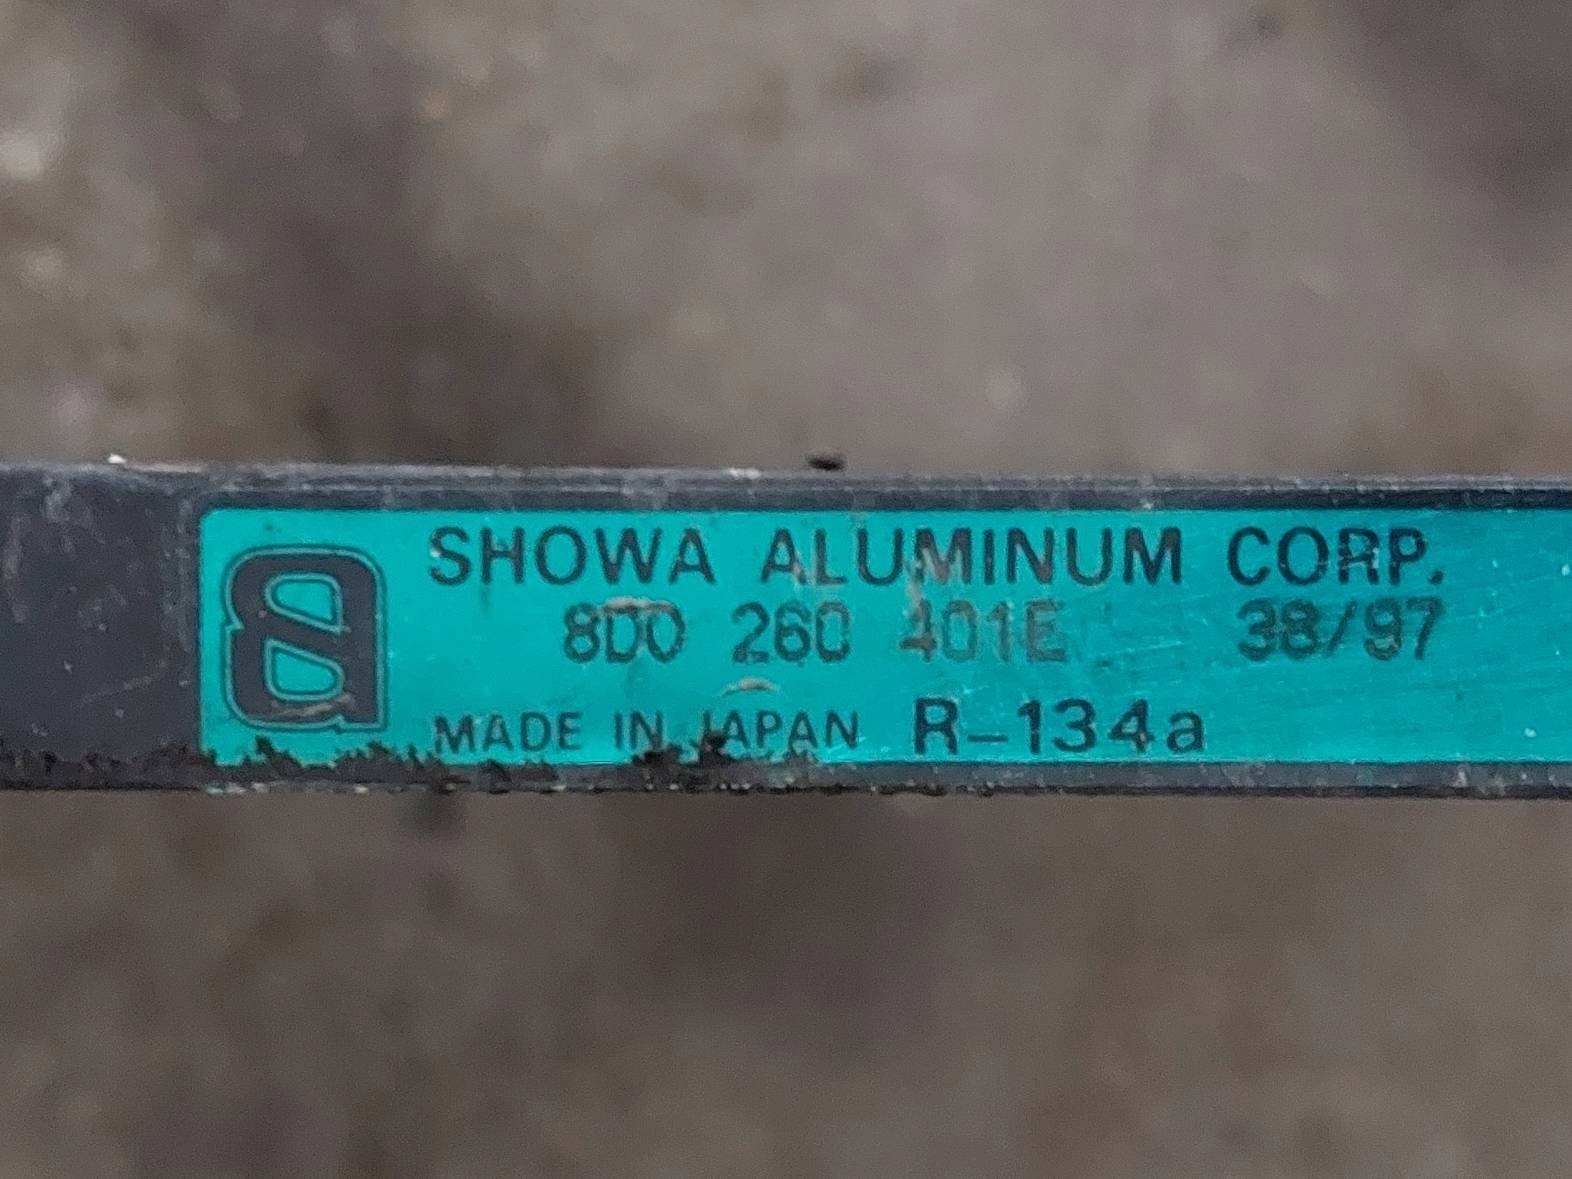 SHOWA ALUMINUM CORP.
8D0 260 401E 38/97
MADE IN JAPAN R-134a